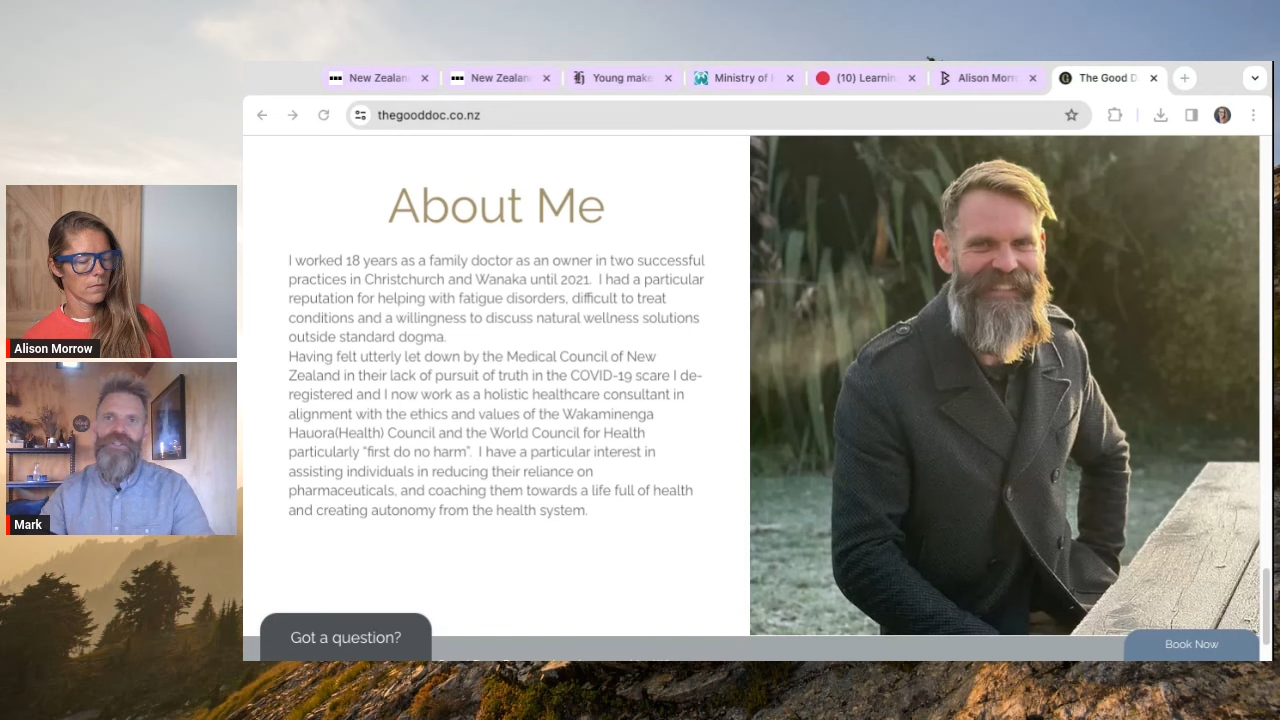 New Zealan
New Zealan
Young make
Ministry of H
(10) Learnin
Alison Morr
The Good D
thegooddoc.co.nz
About Me
I worked 18 years as a family doctor as an owner in two successful
practices in Christchurch and Wanaka until 2021.  I had a particular
reputation for helping with fatigue disorders, difficult to treat
conditions and a willingness to discuss natural wellness solutions
outside standard dogma.
Having felt utterly let down by the Medical Council of New
Zealand in their lack of pursuit of truth in the COVID-19 scare I de-
registered and I now work as a holistic healthcare consultant in
alignment with the ethics and values of the Wakaminenga
Hauora(Health) Council and the World Council for Health
particularly “first do no harm”.  I have a particular interest in
assisting individuals in reducing their reliance on
pharmaceuticals, and coaching them towards a life full of health
and creating autonomy from the health system.
Got a question?
Book Now
Alison Morrow
Mark